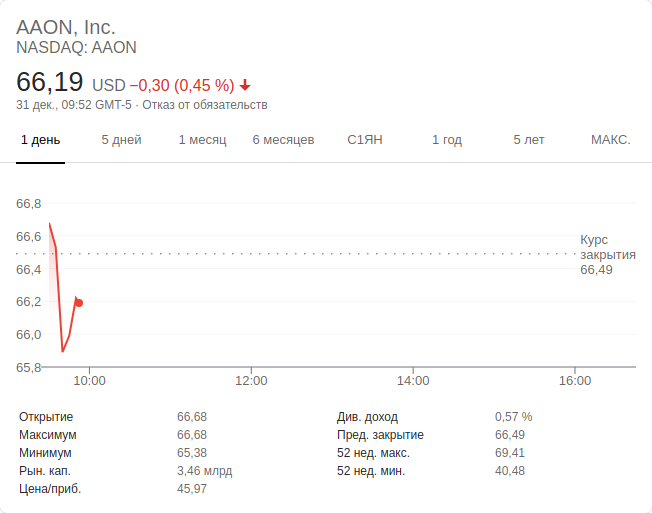 AAON, Inc.
NASDAQ: AAON
66,19 USD −0,30 (0,45 %)
31 дек., 09:52 GMT-5 · Отказ от обязательств
1 день 5 дней 1 месяц 6 месяцев С1ЯН 1 год 5 лет МАКС.
66,8
66,6
66,4
66,2
66,0
65,8
Курс
закрытия
66,49
10:00 12:00 14:00 16:00
Открытие 66,68 Див. доход 0,57 %
Максимум 66,68 Пред. закрытие 66,49
Минимум 65,38 52 нед. макс. 69,41
Рын. кап. 3,46 млрд 52 нед. мин. 40,48
Цена/приб. 45,97